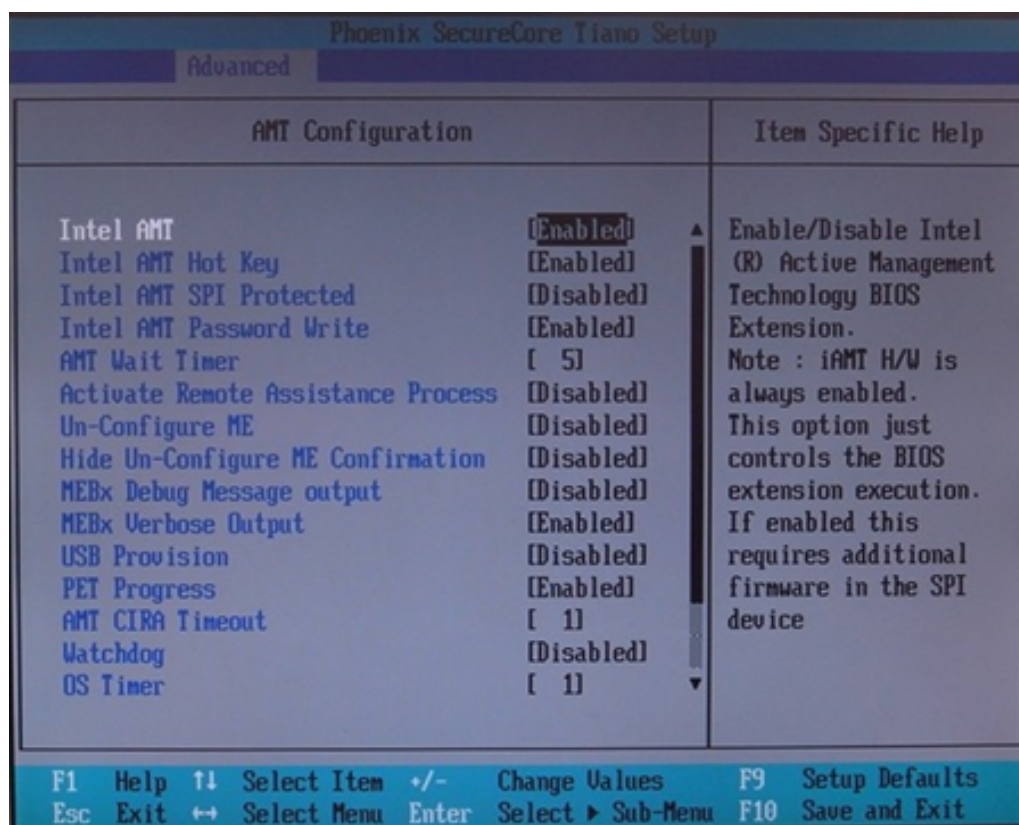 Phoenix SecureCore Tiano Setup
Advanced
AMT Configuration
Item Specific Help
Intel AMT [Enabled]
Intel AMT Hot Key [Enabled]
Intel AMT SPI Protected [Disabled]
Intel AMT Password Write [Enabled]
AMT Wait Timer [ 5]
Activate Remote Assistance Process [Disabled]
Un-Configure ME [Disabled]
Hide Un-Configure ME Confirmation [Disabled]
MEBx Debug Message output [Disabled]
MEBx Verbose Output [Enabled]
USB Provision [Disabled]
PET Progress [Enabled]
AMT CIRA Timeout [ 1]
Watchdog [Disabled]
OS Timer [ 1]
Enable/Disable Intel
(R) Active Management
Technology BIOS
Extension.
Note : iAMT H/W is
always enabled.
This option just
controls the BIOS
extension execution.
If enabled this
requires additional
firmware in the SPI
device
F1 Help ↑↓ Select Item +/- Change Values F9 Setup Defaults
Esc Exit ↔ Select Menu Enter Select ▶ Sub-Menu F10 Save and Exit